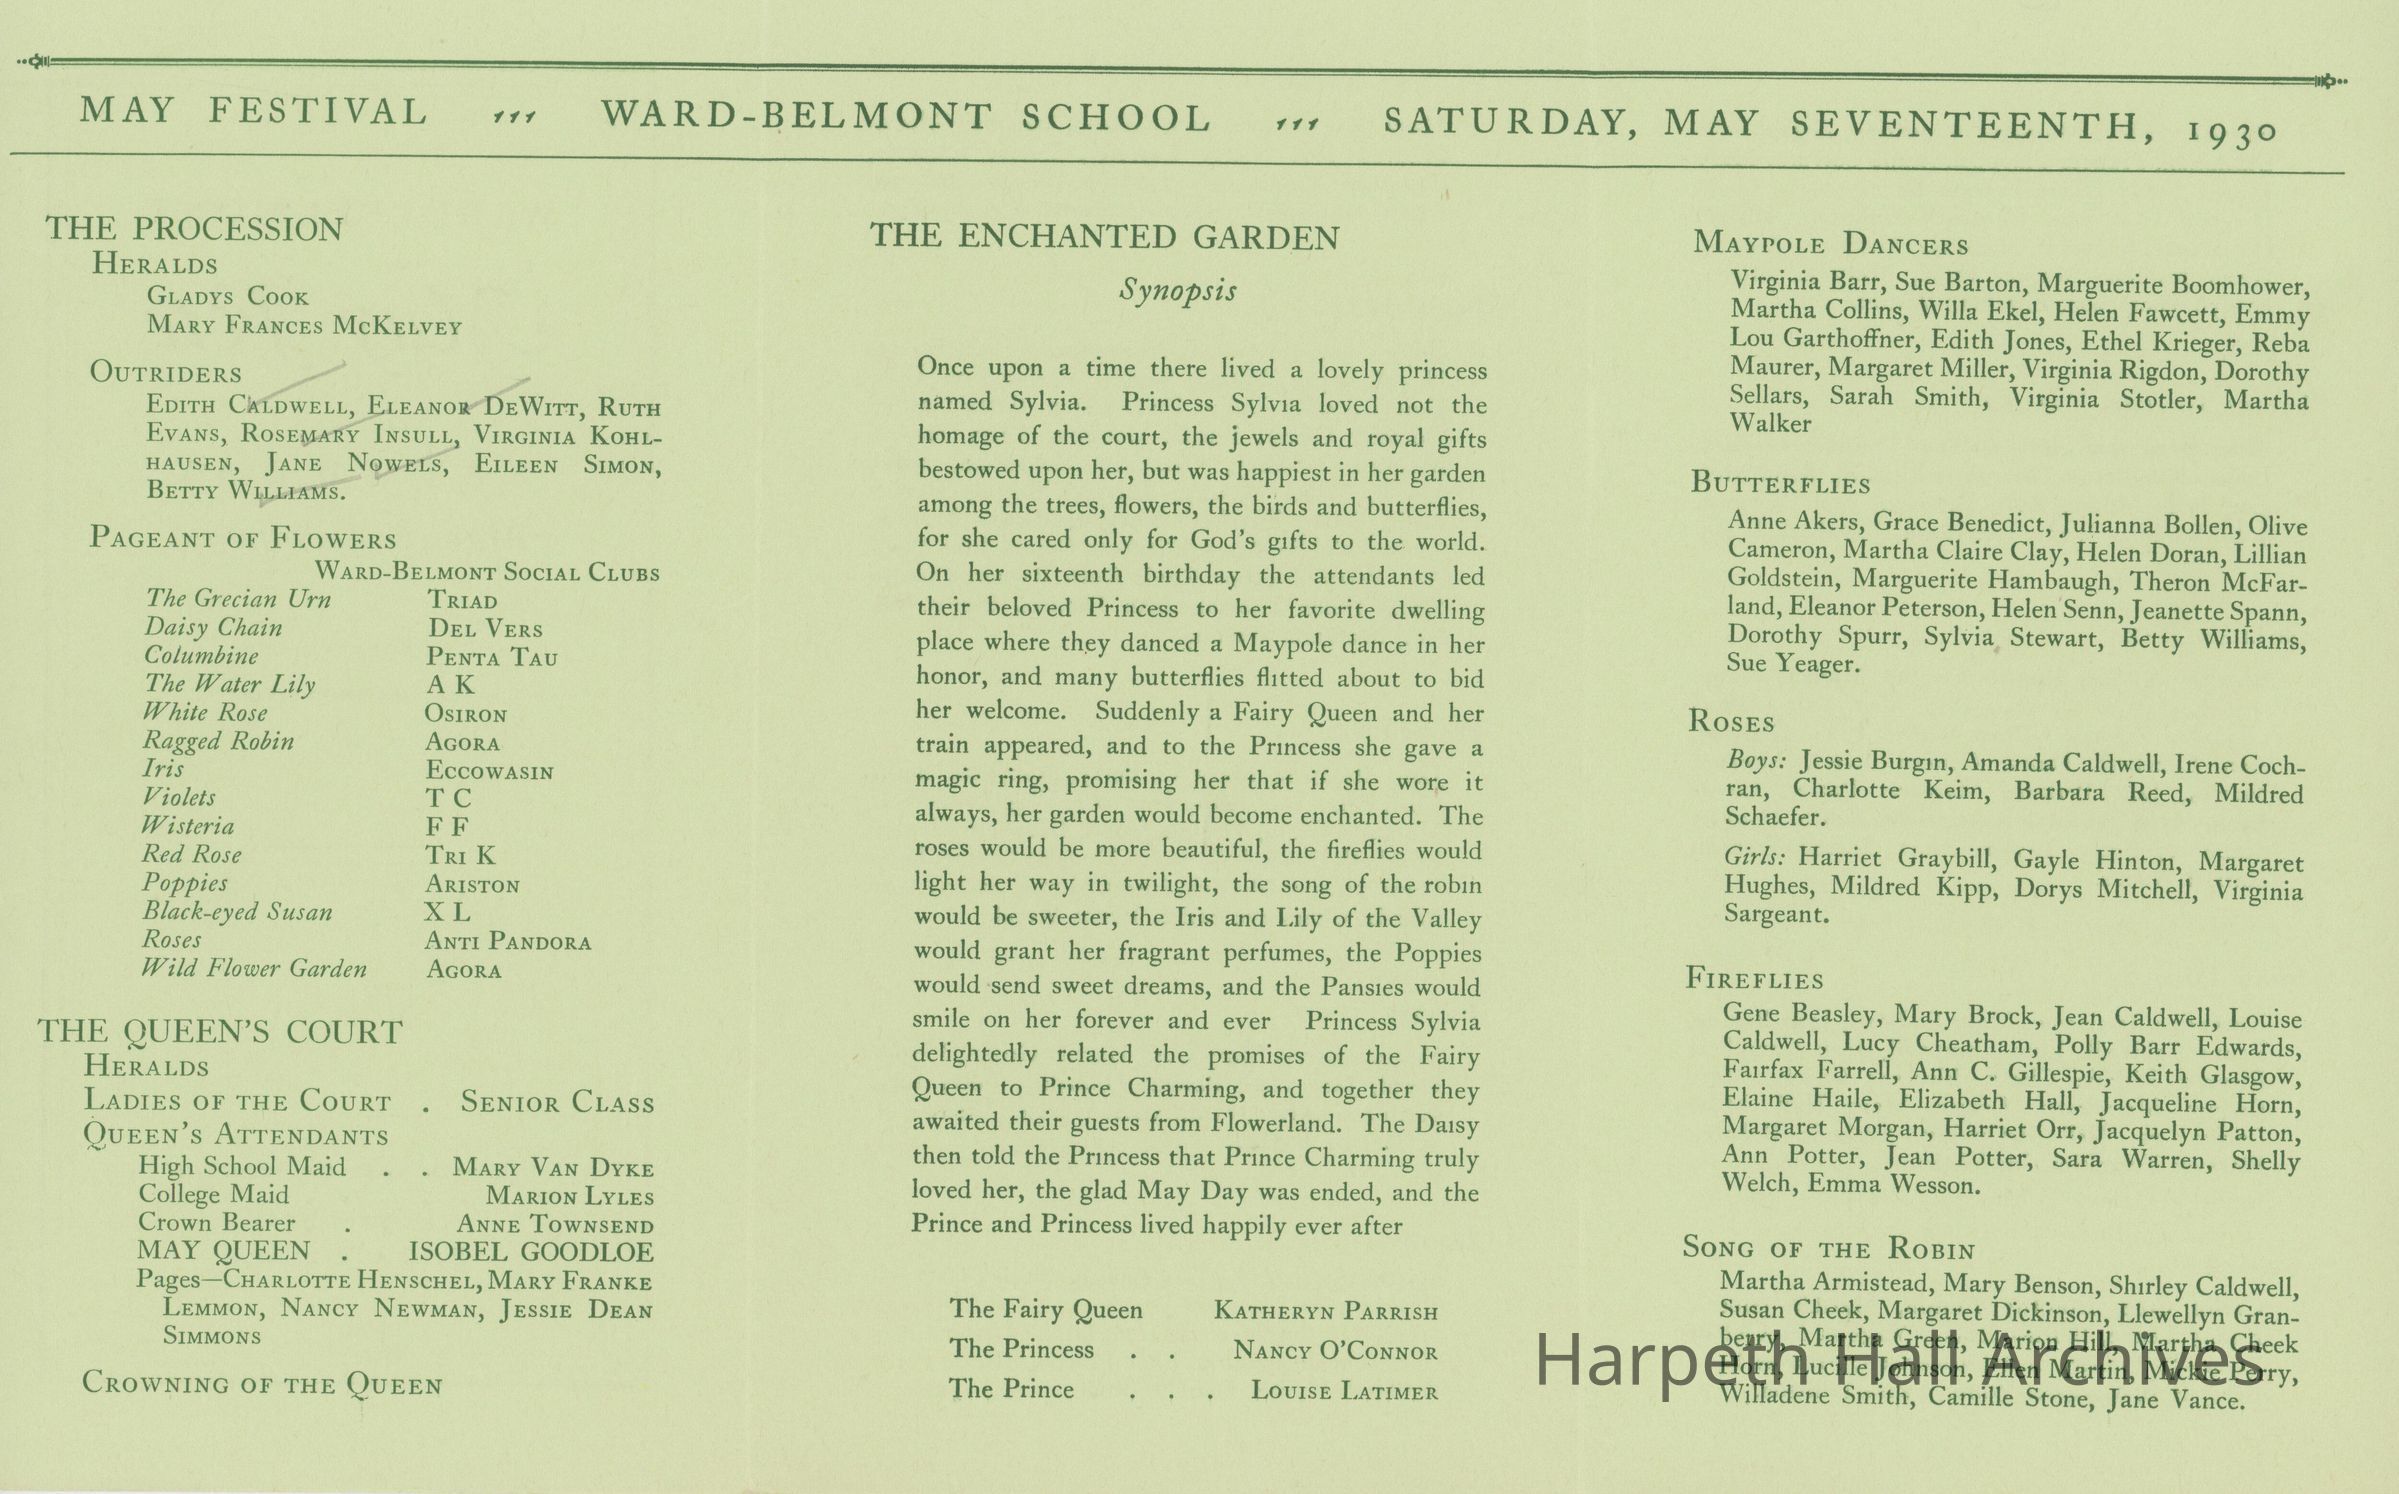 MAY FESTIVAL ,,, WARD-BELMONT SCHOOL ,,, SATURDAY, MAY SEVENTEENTH, 1930
THE PROCESSION
HERALDS
GLADYS COOK
MARY FRANCES MCKELVEY
OUTRIDERS
EDITH CALDWELL, ELEANOR DEWITT, RUTH
EVANS, ROSEMARY INSULL, VIRGINIA KOHL-
HAUSEN, JANE NOWELS, EILEEN SIMON,
BETTY WILLIAMS.
PAGEANT OF FLOWERS
WARD-BELMONT SOCIAL CLUBS
The Grecian Urn TRIAD
Daisy Chain DEL VERS
Columbine PENTA TAU
The Water Lily A K
White Rose OSIRON
Ragged Robin AGORA
Iris ECCOWASIN
Violets T C
Wisteria F F
Red Rose TRI K
Poppies ARISTON
Black-eyed Susan X L
Roses ANTI PANDORA
Wild Flower Garden AGORA
THE QUEEN'S COURT
HERALDS
LADIES OF THE COURT . SENIOR CLASS
QUEEN'S ATTENDANTS
High School Maid . . MARY VAN DYKE
College Maid MARION LYLES
Crown Bearer . ANNE TOWNSEND
MAY QUEEN . ISOBEL GOODLOE
Pages—CHARLOTTE HENSCHEL, MARY FRANKE
LEMMON, NANCY NEWMAN, JESSIE DEAN
SIMMONS
CROWNING OF THE QUEEN
THE ENCHANTED GARDEN
Synopsis
Once upon a time there lived a lovely princess
named Sylvia. Princess Sylvia loved not the
homage of the court, the jewels and royal gifts
bestowed upon her, but was happiest in her garden
among the trees, flowers, the birds and butterflies,
for she cared only for God's gifts to the world.
On her sixteenth birthday the attendants led
their beloved Princess to her favorite dwelling
place where they danced a Maypole dance in her
honor, and many butterflies flitted about to bid
her welcome. Suddenly a Fairy Queen and her
train appeared, and to the Princess she gave a
magic ring, promising her that if she wore it
always, her garden would become enchanted. The
roses would be more beautiful, the fireflies would
light her way in twilight, the song of the robin
would be sweeter, the Iris and Lily of the Valley
would grant her fragrant perfumes, the Poppies
would send sweet dreams, and the Pansies would
smile on her forever and ever Princess Sylvia
delightedly related the promises of the Fairy
Queen to Prince Charming, and together they
awaited their guests from Flowerland. The Daisy
then told the Princess that Prince Charming truly
loved her, the glad May Day was ended, and the
Prince and Princess lived happily ever after
The Fairy Queen KATHERYN PARRISH
The Princess . . NANCY O'CONNOR
The Prince . . . LOUISE LATIMER
MAYPOLE DANCERS
Virginia Barr, Sue Barton, Marguerite Boomhower,
Martha Collins, Willa Ekel, Helen Fawcett, Emmy
Lou Garthoffner, Edith Jones, Ethel Krieger, Reba
Maurer, Margaret Miller, Virginia Rigdon, Dorothy
Sellars, Sarah Smith, Virginia Stotler, Martha
Walker
BUTTERFLIES
Anne Akers, Grace Benedict, Julianna Bollen, Olive
Cameron, Martha Claire Clay, Helen Doran, Lillian
Goldstein, Marguerite Hambaugh, Theron McFar-
land, Eleanor Peterson, Helen Senn, Jeanette Spann,
Dorothy Spurr, Sylvia Stewart, Betty Williams,
Sue Yeager.
ROSES
Boys: Jessie Burgin, Amanda Caldwell, Irene Coch-
ran, Charlotte Keim, Barbara Reed, Mildred
Schaefer.
Girls: Harriet Graybill, Gayle Hinton, Margaret
Hughes, Mildred Kipp, Dorys Mitchell, Virginia
Sargeant.
FIREFLIES
Gene Beasley, Mary Brock, Jean Caldwell, Louise
Caldwell, Lucy Cheatham, Polly Barr Edwards,
Fairfax Farrell, Ann C. Gillespie, Keith Glasgow,
Elaine Haile, Elizabeth Hall, Jacqueline Horn,
Margaret Morgan, Harriet Orr, Jacquelyn Patton,
Ann Potter, Jean Potter, Sara Warren, Shelly
Welch, Emma Wesson.
SONG OF THE ROBIN
Martha Armistead, Mary Benson, Shirley Caldwell,
Susan Cheek, Margaret Dickinson, Llewellyn Gran-
berry, Martha Green, Marion Hill, Martha Cheek
Horn, Lucille Johnson, Ellen Martin, Mickie Perry,
Willadene Smith, Camille Stone, Jane Vance.
Harpeth Hall Archives